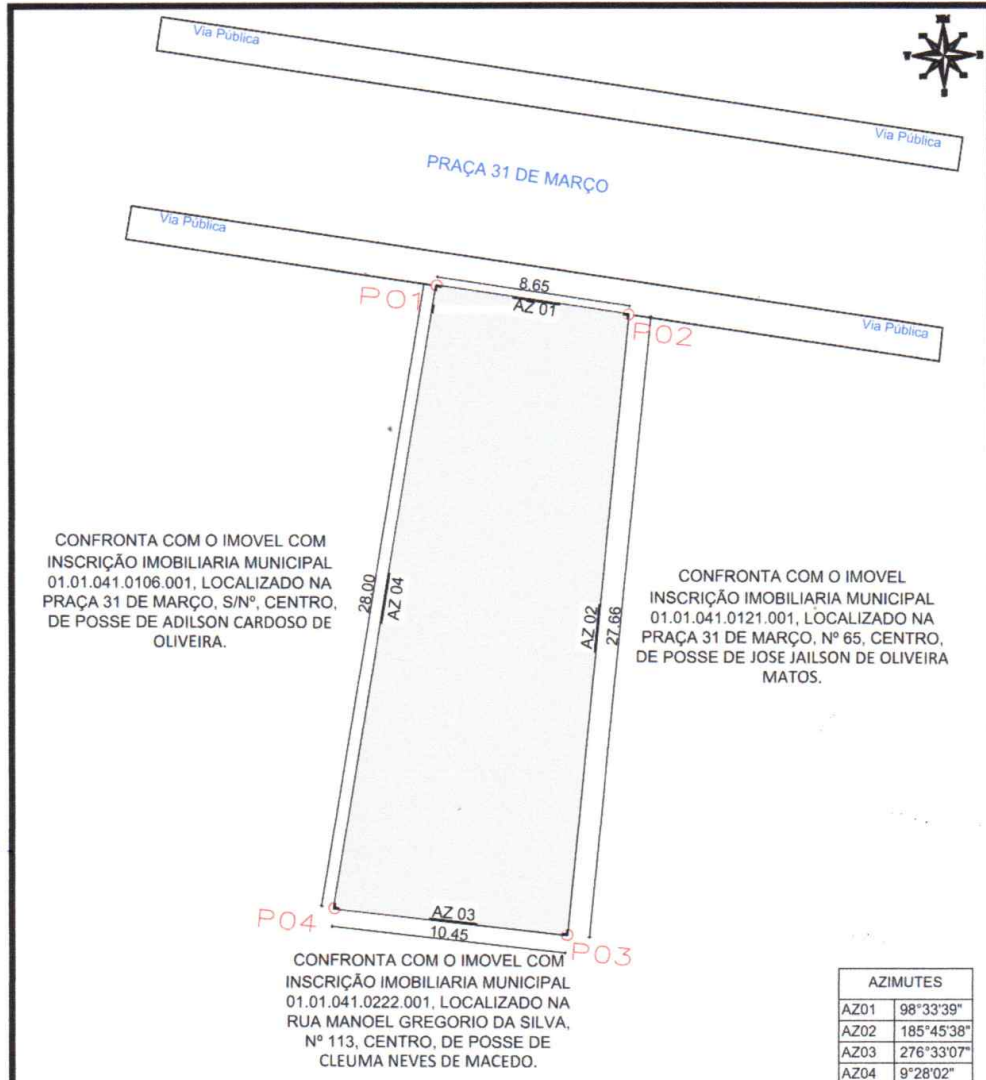 Via Pública
Via Pública
PRAÇA 31 DE MARÇO
Via Pública
Via Pública
P01
8.65
AZ 01
P02
CONFRONTA COM O IMOVEL COM
INSCRIÇÃO IMOBILIARIA MUNICIPAL
01.01.041.0106.001, LOCALIZADO NA
PRAÇA 31 DE MARÇO, S/Nº, CENTRO,
DE POSSE DE ADILSON CARDOSO DE
OLIVEIRA.
28.00
AZ 04
AZ 02
27.66
CONFRONTA COM O IMOVEL
INSCRIÇÃO IMOBILIARIA MUNICIPAL
01.01.041.0121.001, LOCALIZADO NA
PRAÇA 31 DE MARÇO, Nº 65, CENTRO,
DE POSSE DE JOSE JAILSON DE OLIVEIRA
MATOS.
P04
AZ 03
10.45
P03
CONFRONTA COM O IMOVEL COM
INSCRIÇÃO IMOBILIARIA MUNICIPAL
01.01.041.0222.001, LOCALIZADO NA
RUA MANOEL GREGORIO DA SILVA,
Nº 113, CENTRO, DE POSSE DE
CLEUMA NEVES DE MACEDO.
AZIMUTES
AZ01 98°33'39"
AZ02 185°45'38"
AZ03 276°33'07"
AZ04 9°28'02"